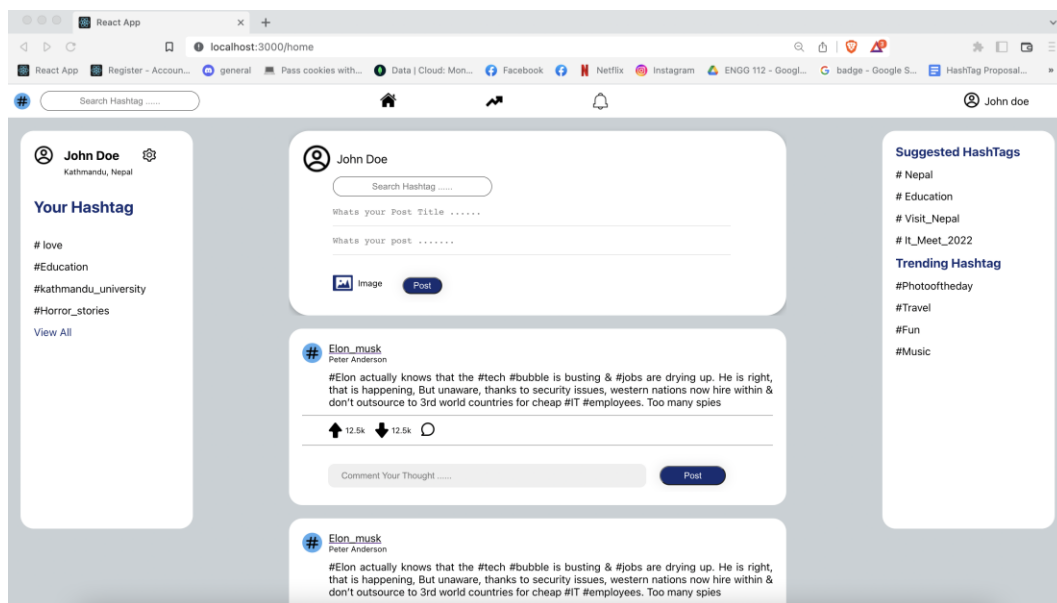 React App
localhost:3000/home
React App
Register - Accoun...
general
Pass cookies with...
Data | Cloud: Mon...
Facebook
Netflix
Instagram
ENGG 112 - Googl...
badge - Google S...
HashTag Proposal...
»
#
Search Hashtag ......
John doe
John Doe
Kathmandu, Nepal
Your Hashtag
# love
#Education
#kathmandu_university
#Horror_stories
View All
John Doe
Search Hashtag ......
Whats your Post Title ......
Whats your post .......
Image
Post
#
Elon_musk
Peter Anderson
#Elon actually knows that the #tech #bubble is busting & #jobs are drying up. He is right,
that is happening, But unaware, thanks to security issues, western nations now hire within &
don't outsource to 3rd world countries for cheap #IT #employees. Too many spies
12.5k
12.5k
Comment Your Thought ......
Post
#
Elon_musk
Peter Anderson
#Elon actually knows that the #tech #bubble is busting & #jobs are drying up. He is right,
that is happening, But unaware, thanks to security issues, western nations now hire within &
don't outsource to 3rd world countries for cheap #IT #employees. Too many spies
Suggested HashTags
# Nepal
# Education
# Visit_Nepal
# It_Meet_2022
Trending Hashtag
#Photooftheday
#Travel
#Fun
#Music